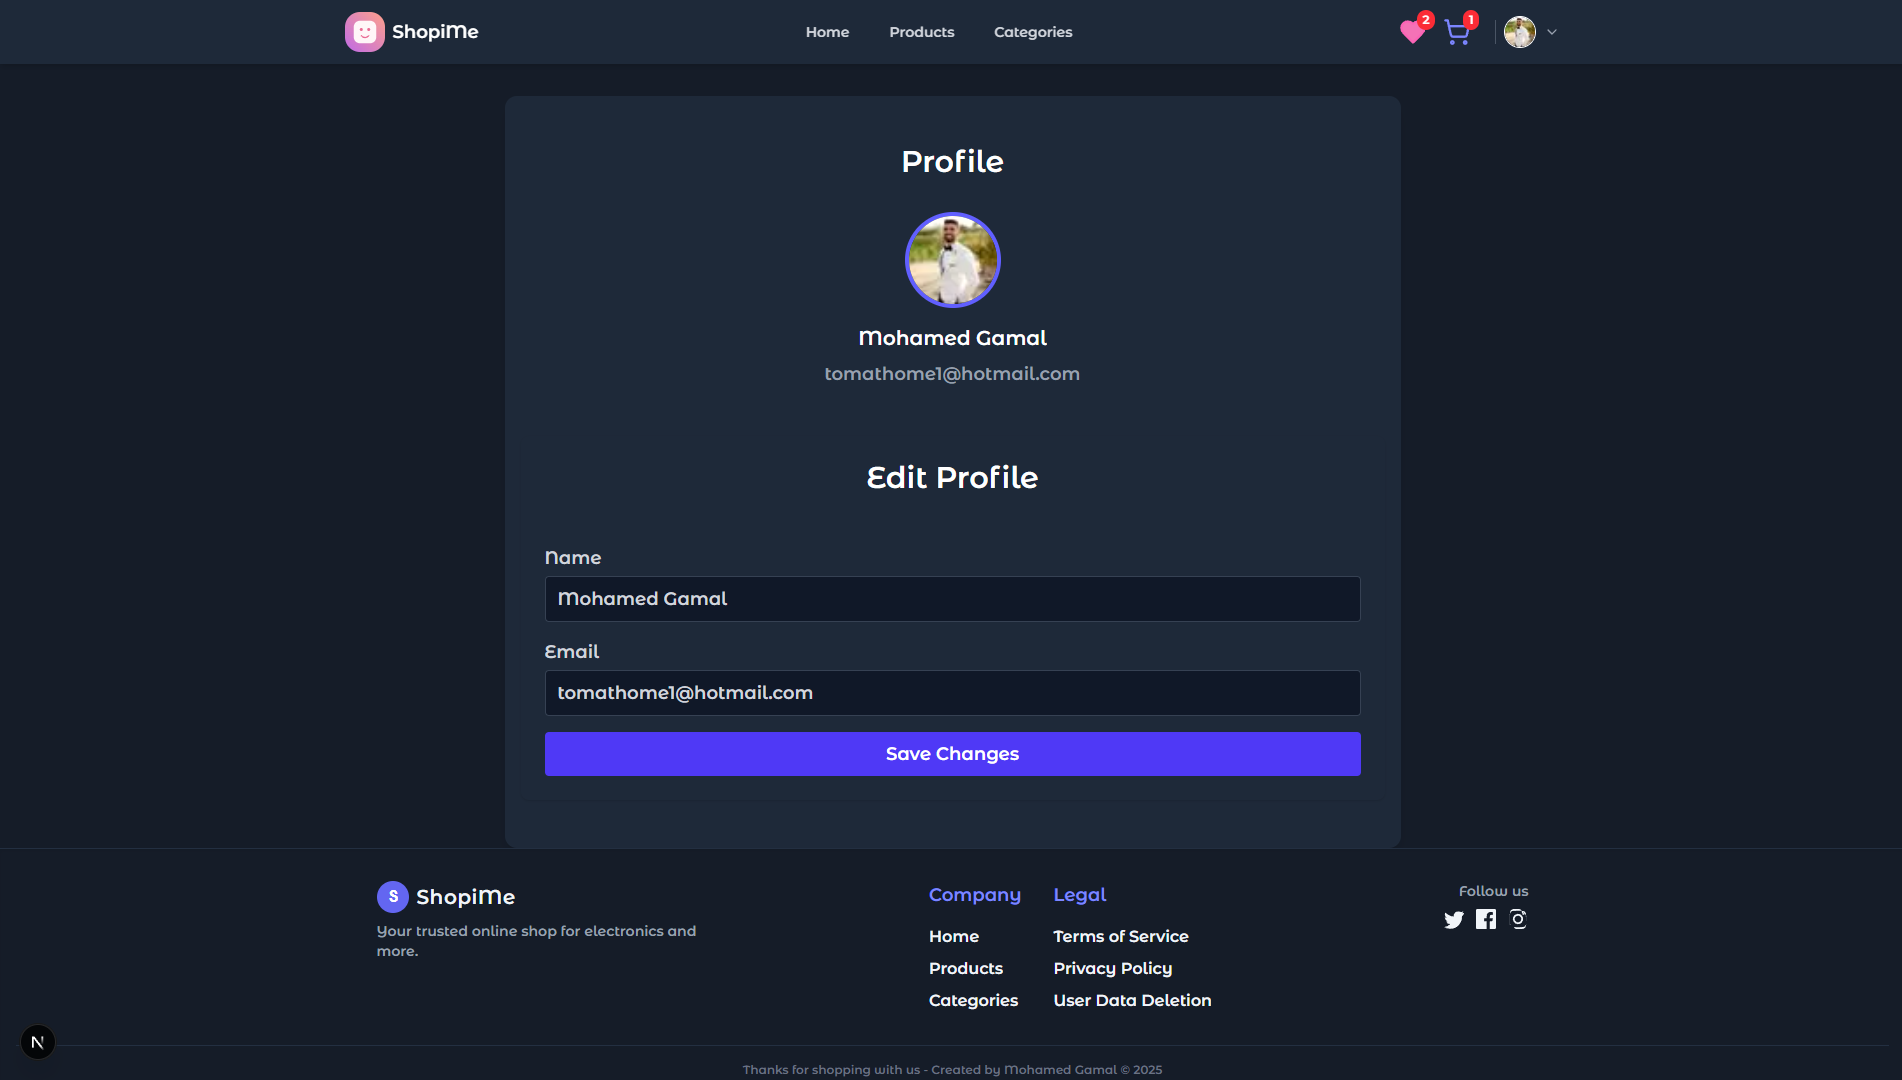 ShopiMe
Home Products Categories
2
1
Profile
Mohamed Gamal
tomathome1@hotmail.com
Edit Profile
Name
Mohamed Gamal
Email
tomathome1@hotmail.com
Save Changes
S ShopiMe
Your trusted online shop for electronics and
more.
Company
Home
Products
Categories
Legal
Terms of Service
Privacy Policy
User Data Deletion
Follow us
N
Thanks for shopping with us - Created by Mohamed Gamal © 2025